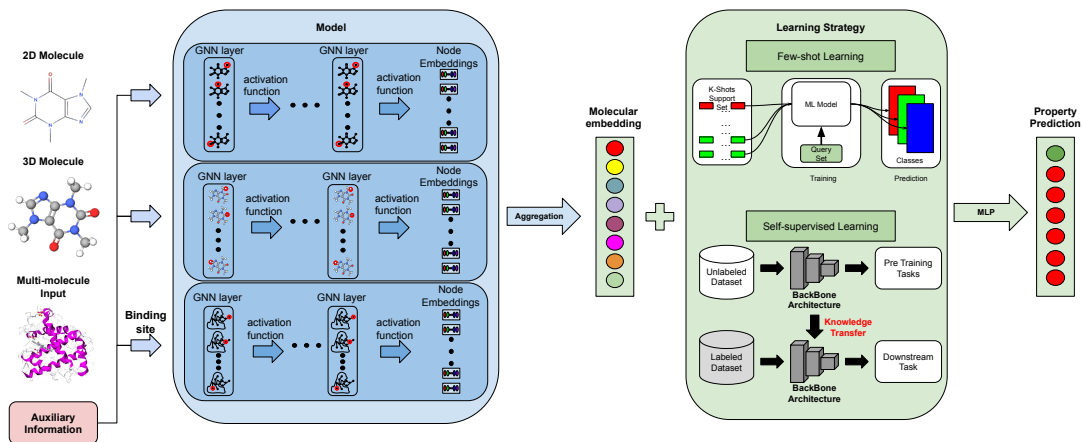 2D Molecule
3D Molecule
Multi-molecule
Input
Auxiliary
Information
Binding
site
Model
GNN layer
activation
function
GNN layer
activation
function
Node
Embeddings
GNN layer
activation
function
GNN layer
activation
function
Node
Embeddings
GNN layer
activation
function
GNN layer
activation
function
Node
Embeddings
Aggregation
Molecular
embedding
Learning Strategy
Few-shot Learning
K-Shots
Support
Set
...
...
ML Model
Query
Set
Training
Classes
Prediction
Self-supervised Learning
Unlabeled
Dataset
BackBone
Architecture
Pre Training
Tasks
Knowledge
Transfer
Labeled
Dataset
BackBone
Architecture
Downstream
Task
MLP
Property
Prediction